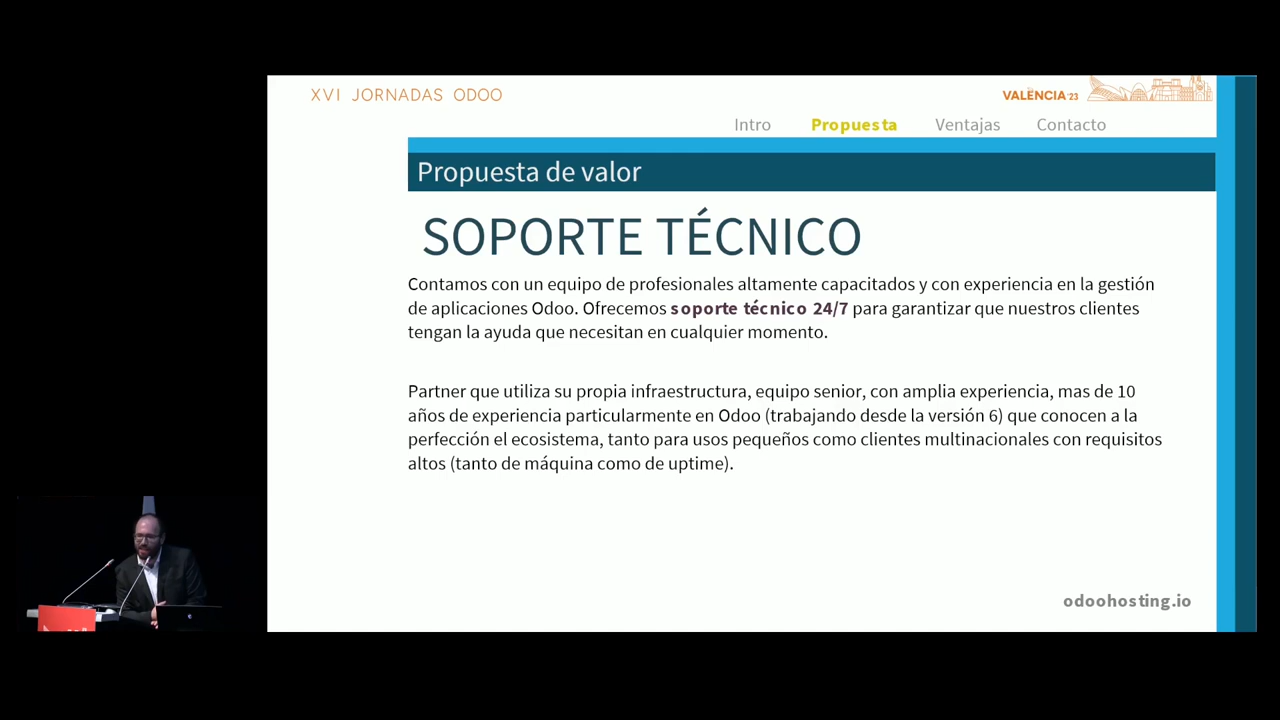 XVI JORNADAS ODOO
VALÈNCIA '23
Intro Propuesta Ventajas Contacto
Propuesta de valor
SOPORTE TÉCNICO
Contamos con un equipo de profesionales altamente capacitados y con experiencia en la gestión
de aplicaciones Odoo. Ofrecemos soporte técnico 24/7 para garantizar que nuestros clientes
tengan la ayuda que necesitan en cualquier momento.
Partner que utiliza su propia infraestructura, equipo senior, con amplia experiencia, mas de 10
años de experiencia particularmente en Odoo (trabajando desde la versión 6) que conocen a la
perfección el ecosistema, tanto para usos pequeños como clientes multinacionales con requisitos
altos (tanto de máquina como de uptime).
odoohosting.io